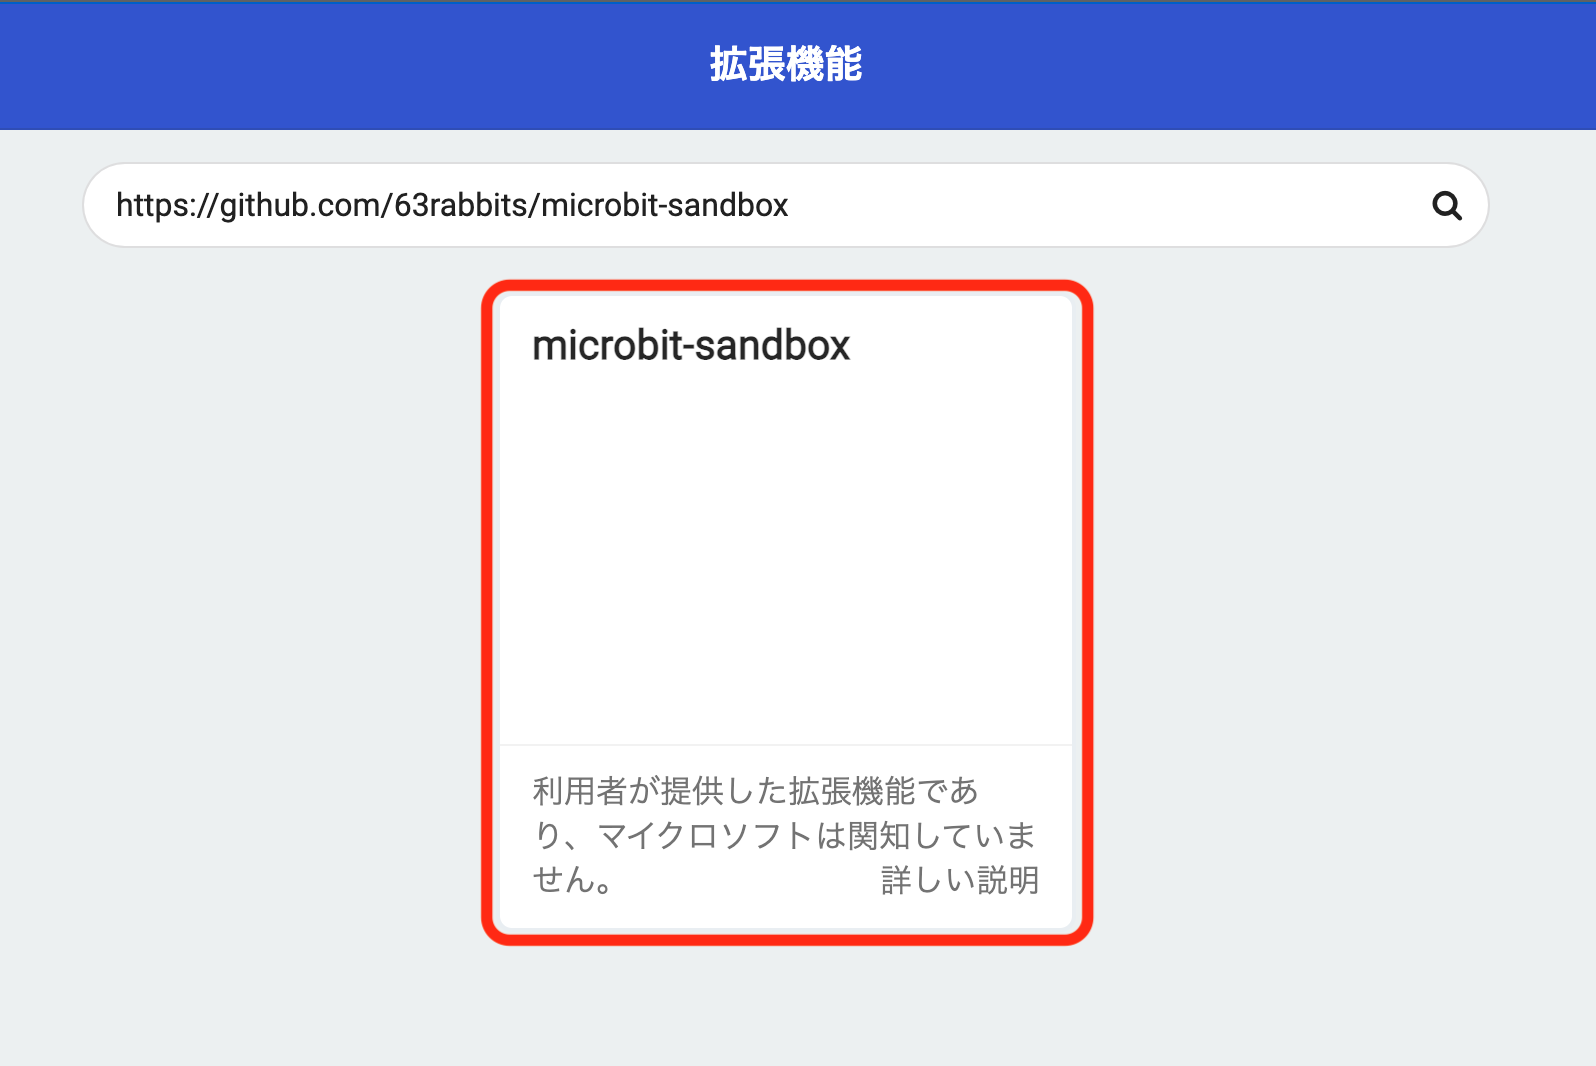 拡張機能
https://github.com/63rabbits/microbit-sandbox
microbit-sandbox
利用者が提供した拡張機能であ
り、マイクロソフトは関知していま
せん。 詳しい説明